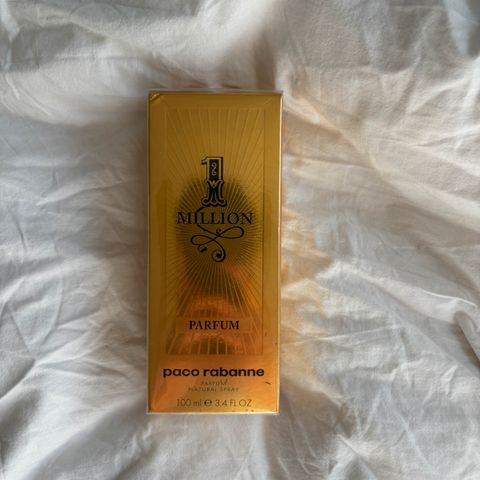 1
MILLION
PARFUM
paco rabanne
PARFUM
NATURAL SPRAY
100 ml ℮ 3.4 FL OZ